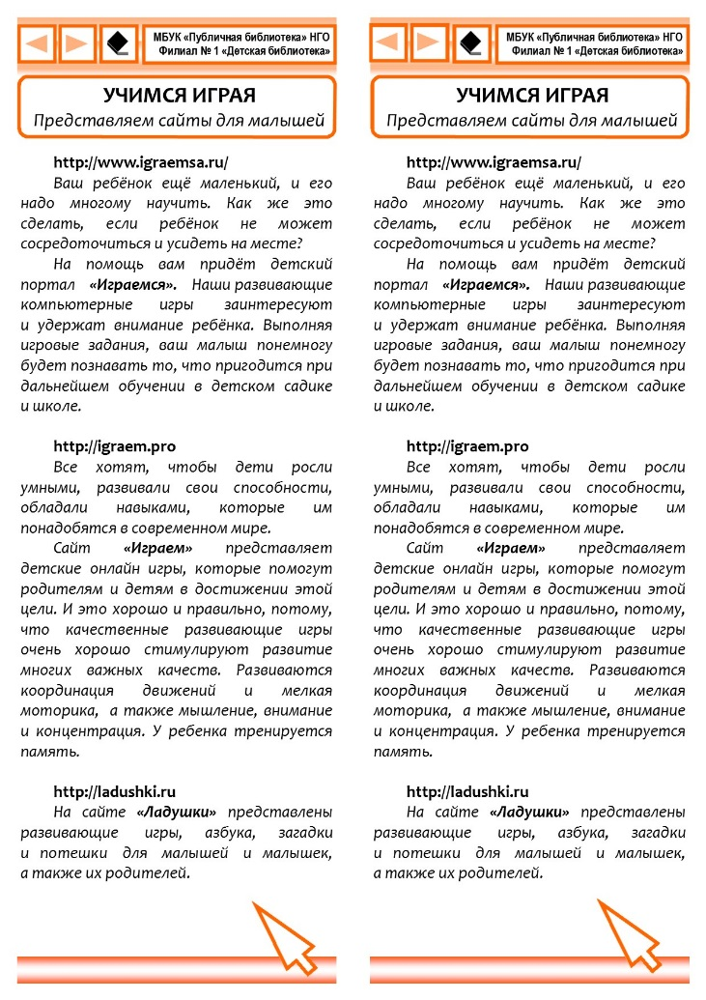 МБУК «Публичная библиотека» НГО
Филиал № 1 «Детская библиотека»
УЧИМСЯ ИГРАЯ
Представляем сайты для малышей
http://www.igraemsa.ru/
Ваш ребёнок ещё маленький, и его
надо многому научить. Как же это
сделать, если ребёнок не может
сосредоточиться и усидеть на месте?
На помощь вам придёт детский
портал «Играемся». Наши развивающие
компьютерные игры заинтересуют
и удержат внимание ребёнка. Выполняя
игровые задания, ваш малыш понемногу
будет познавать то, что пригодится при
дальнейшем обучении в детском садике
и школе.
http://igraem.pro
Все хотят, чтобы дети росли
умными, развивали свои способности,
обладали навыками, которые им
понадобятся в современном мире.
Сайт «Играем» представляет
детские онлайн игры, которые помогут
родителям и детям в достижении этой
цели. И это хорошо и правильно, потому,
что качественные развивающие игры
очень хорошо стимулируют развитие
многих важных качеств. Развиваются
координация движений и мелкая
моторика, а также мышление, внимание
и концентрация. У ребенка тренируется
память.
http://ladushki.ru
На сайте «Ладушки» представлены
развивающие игры, азбука, загадки
и потешки для малышей и малышек,
а также их родителей.
МБУК «Публичная библиотека» НГО
Филиал № 1 «Детская библиотека»
УЧИМСЯ ИГРАЯ
Представляем сайты для малышей
http://www.igraemsa.ru/
Ваш ребёнок ещё маленький, и его
надо многому научить. Как же это
сделать, если ребёнок не может
сосредоточиться и усидеть на месте?
На помощь вам придёт детский
портал «Играемся». Наши развивающие
компьютерные игры заинтересуют
и удержат внимание ребёнка. Выполняя
игровые задания, ваш малыш понемногу
будет познавать то, что пригодится при
дальнейшем обучении в детском садике
и школе.
http://igraem.pro
Все хотят, чтобы дети росли
умными, развивали свои способности,
обладали навыками, которые им
понадобятся в современном мире.
Сайт «Играем» представляет
детские онлайн игры, которые помогут
родителям и детям в достижении этой
цели. И это хорошо и правильно, потому,
что качественные развивающие игры
очень хорошо стимулируют развитие
многих важных качеств. Развиваются
координация движений и мелкая
моторика, а также мышление, внимание
и концентрация. У ребенка тренируется
память.
http://ladushki.ru
На сайте «Ладушки» представлены
развивающие игры, азбука, загадки
и потешки для малышей и малышек,
а также их родителей.